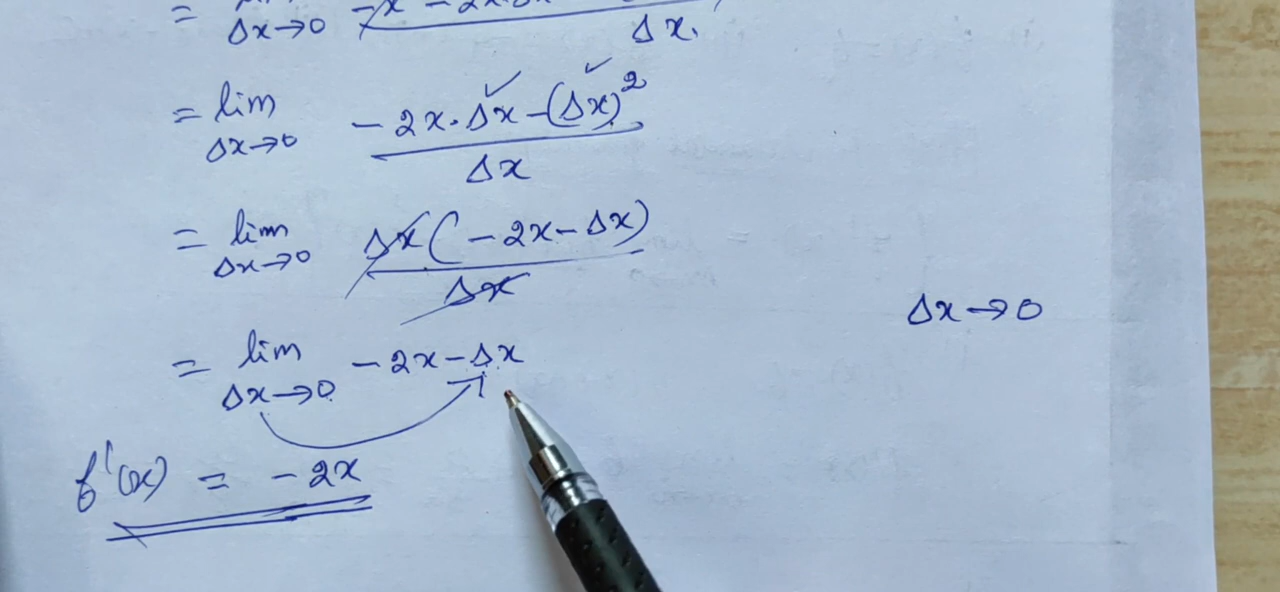 =
Δx→0 Δx.
= lim -2x·Δx-(Δx)²
Δx→0 Δx
= lim Δx(-2x-Δx)
Δx→0 Δx
Δx→0
= lim -2x-Δx
Δx→0
f'(x) = -2x